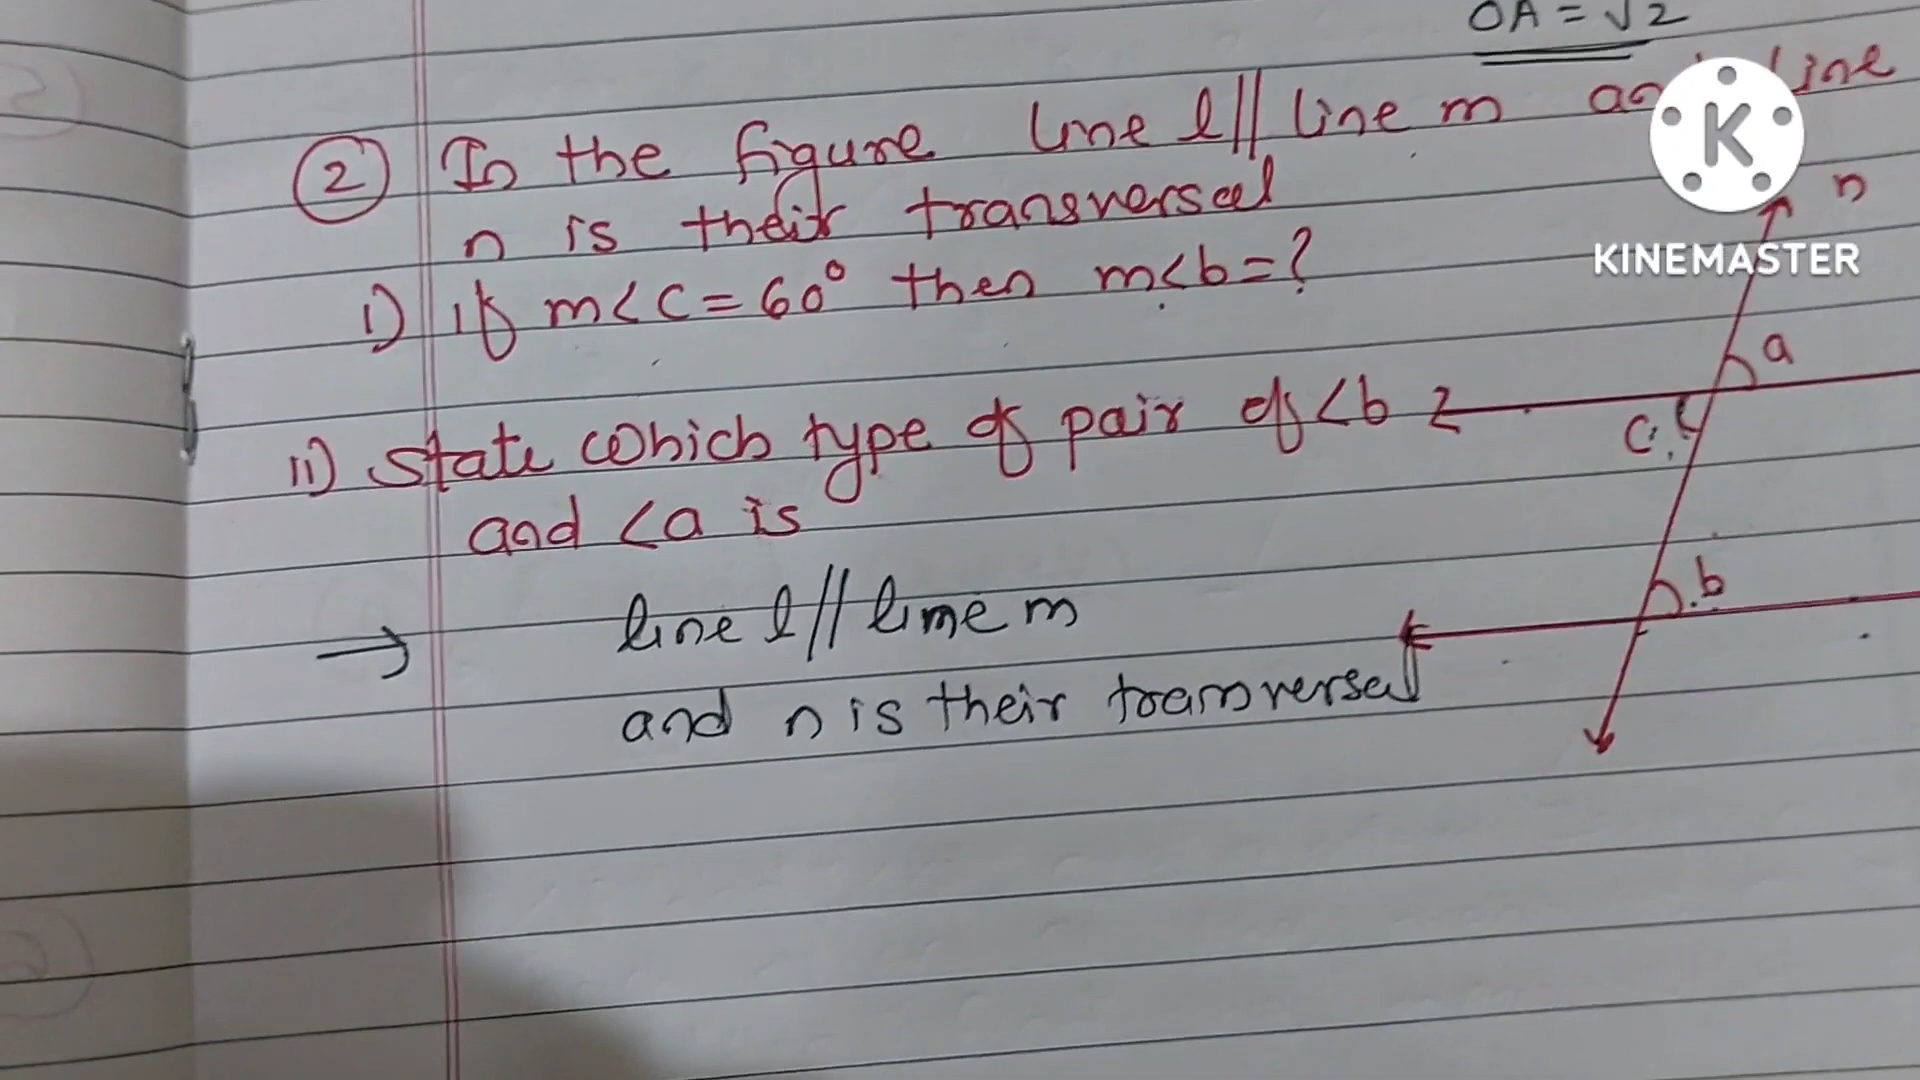 OA = √2
② In the figure line l // line m line
n is their transversal
i) if m<c = 60° then m<b = ?
ii) State which type of pair of <b
and <a is
→ line l // line m
and n is their transversal
n
a
c
b
K
KINEMASTER